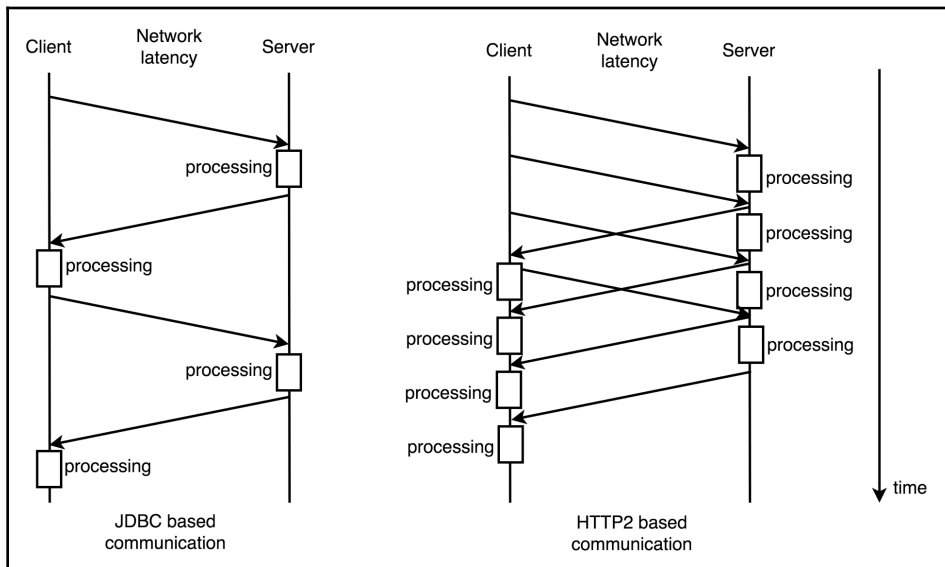 Client
Network
latency
Server
processing
processing
processing
processing
JDBC based
communication
Client
Network
latency
Server
processing
processing
processing
processing
processing
processing
processing
processing
HTTP2 based
communication
time